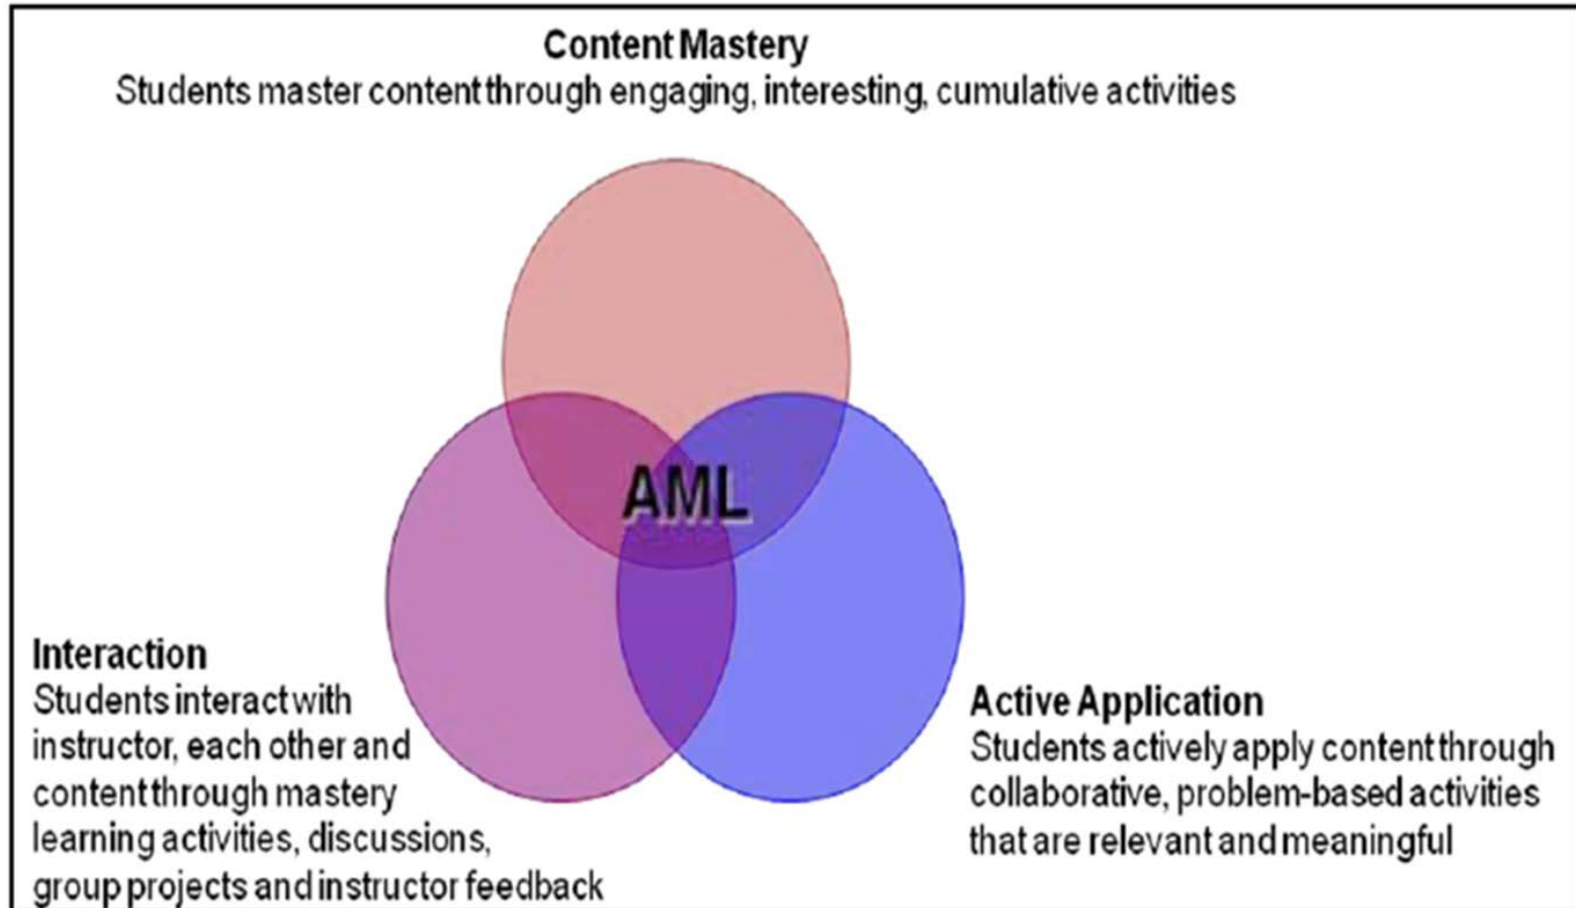 Content Mastery
Students master content through engaging, interesting, cumulative activities
AML
Interaction
Students interact with
instructor, each other and
content through mastery
learning activities, discussions,
group projects and instructor feedback
Active Application
Students actively apply content through
collaborative, problem-based activities
that are relevant and meaningful